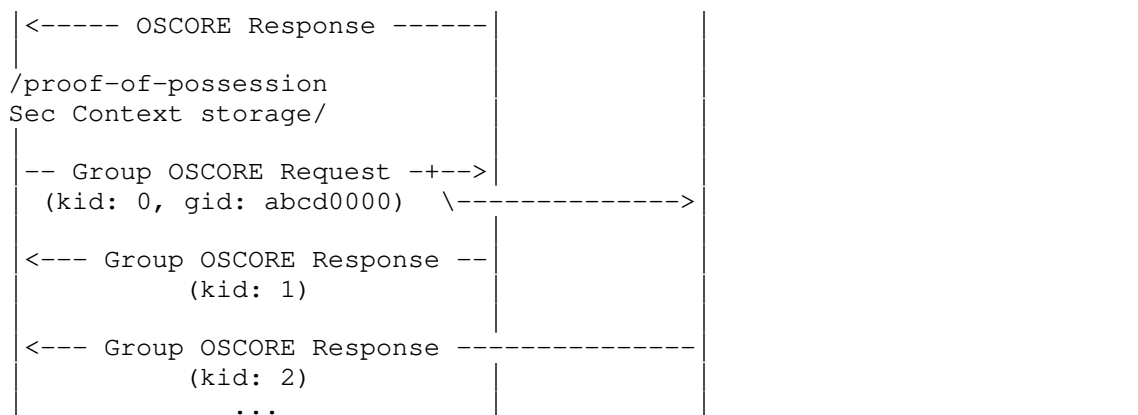 |<----- OSCORE Response ------|            |
|                             |            |
/proof-of-possession          |            |
Sec Context storage/          |            |
|                             |            |
|-- Group OSCORE Request -+-->|            |
|  (kid: 0, gid: abcd0000)  \-------------->|
|                             |            |
|<--- Group OSCORE Response --|            |
|          (kid: 1)           |            |
|                             |            |
|<--- Group OSCORE Response ---------------|
|          (kid: 2)           |            |
|             ...             |            |